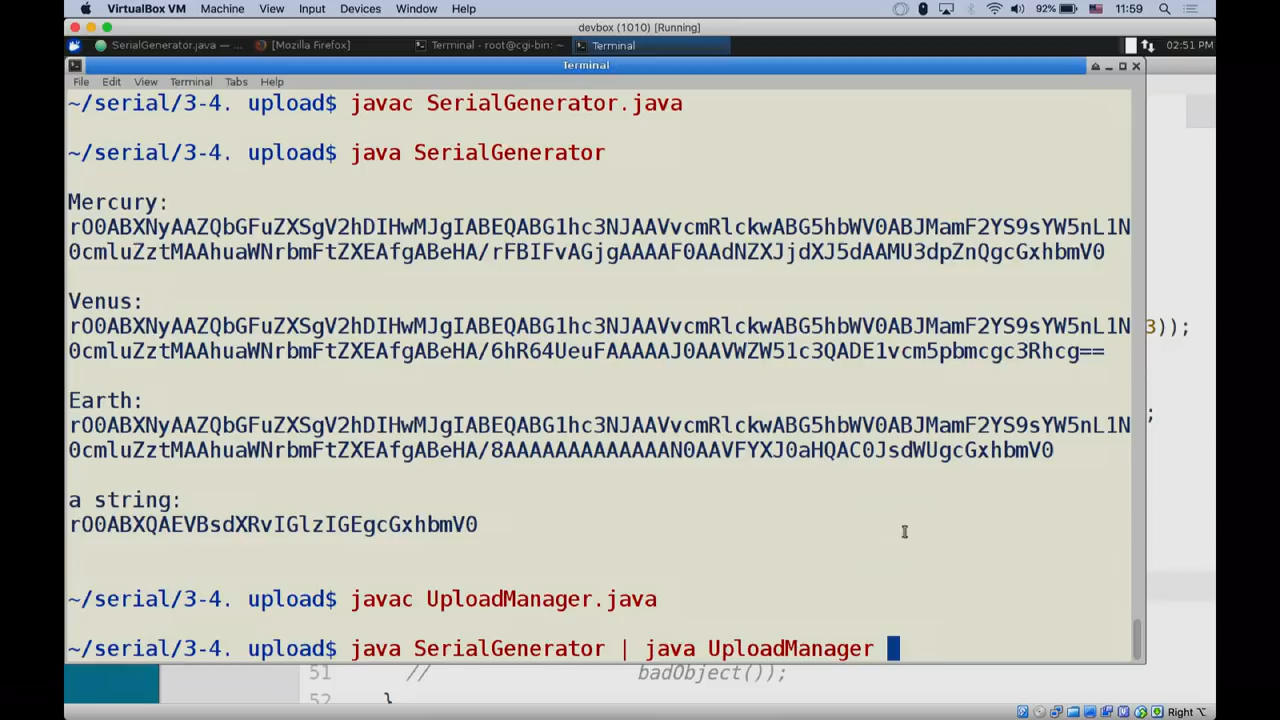 VirtualBox VM Machine View Input Devices Window Help 92% 11:59
devbox (1010) [Running]
SerialGenerator.java — ... [Mozilla Firefox] Terminal - root@cgi-bin: ~ Terminal 02:51 PM
Terminal
File Edit View Terminal Tabs Help
~/serial/3-4. upload$ javac SerialGenerator.java
~/serial/3-4. upload$ java SerialGenerator
Mercury:
rO0ABXNyAAZQbGFuZXSgV2hDIHwMJgIABEQABG1hc3NJAAVvcmRlckwABG5hbWV0ABJMamF2YS9sYW5nL1N
0cmluZztMAAhuaWNrbmFtZXEAfgABeHA/rFBIFvAGjgAAAAF0AAdNZXJjdXJ5dAAMU3dpZnQgcGxhbmV0
Venus:
rO0ABXNyAAZQbGFuZXSgV2hDIHwMJgIABEQABG1hc3NJAAVvcmRlckwABG5hbWV0ABJMamF2YS9sYW5nL1N
3));
0cmluZztMAAhuaWNrbmFtZXEAfgABeHA/6hR64UeuFAAAAAJ0AAVWZW51c3QADE1vcm5pbmcgc3Rhcg==
Earth:
;
rO0ABXNyAAZQbGFuZXSgV2hDIHwMJgIABEQABG1hc3NJAAVvcmRlckwABG5hbWV0ABJMamF2YS9sYW5nL1N
0cmluZztMAAhuaWNrbmFtZXEAfgABeHA/8AAAAAAAAAAAAAN0AAVFYXJ0aHQAC0JsdWUgcGxhbmV0
a string:
rO0ABXQAEVBsdXRvIGlzIGEgcGxhbmV0
~/serial/3-4. upload$ javac UploadManager.java
~/serial/3-4. upload$ java SerialGenerator | java UploadManager
51 // badObject());
52 }
Right ⌥